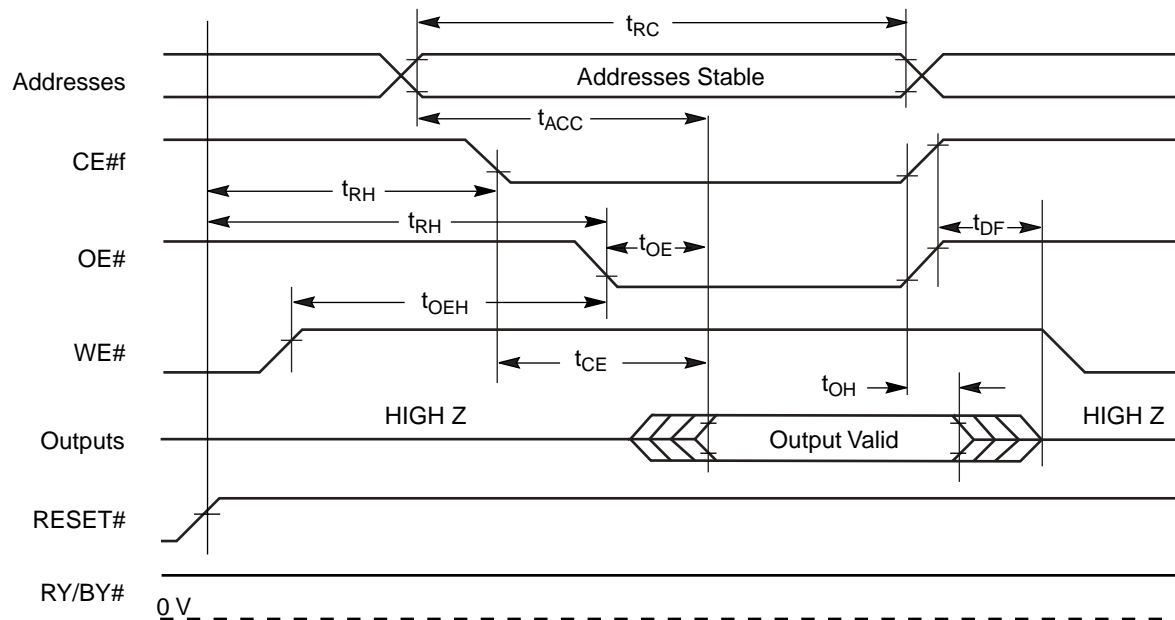 tRC
Addresses
Addresses Stable
tACC
CE#f
tRH
tRH
tOE
tDF
OE#
tOEH
WE#
tCE
tOH
HIGH Z
HIGH Z
Outputs
Output Valid
RESET#
RY/BY#
0 V